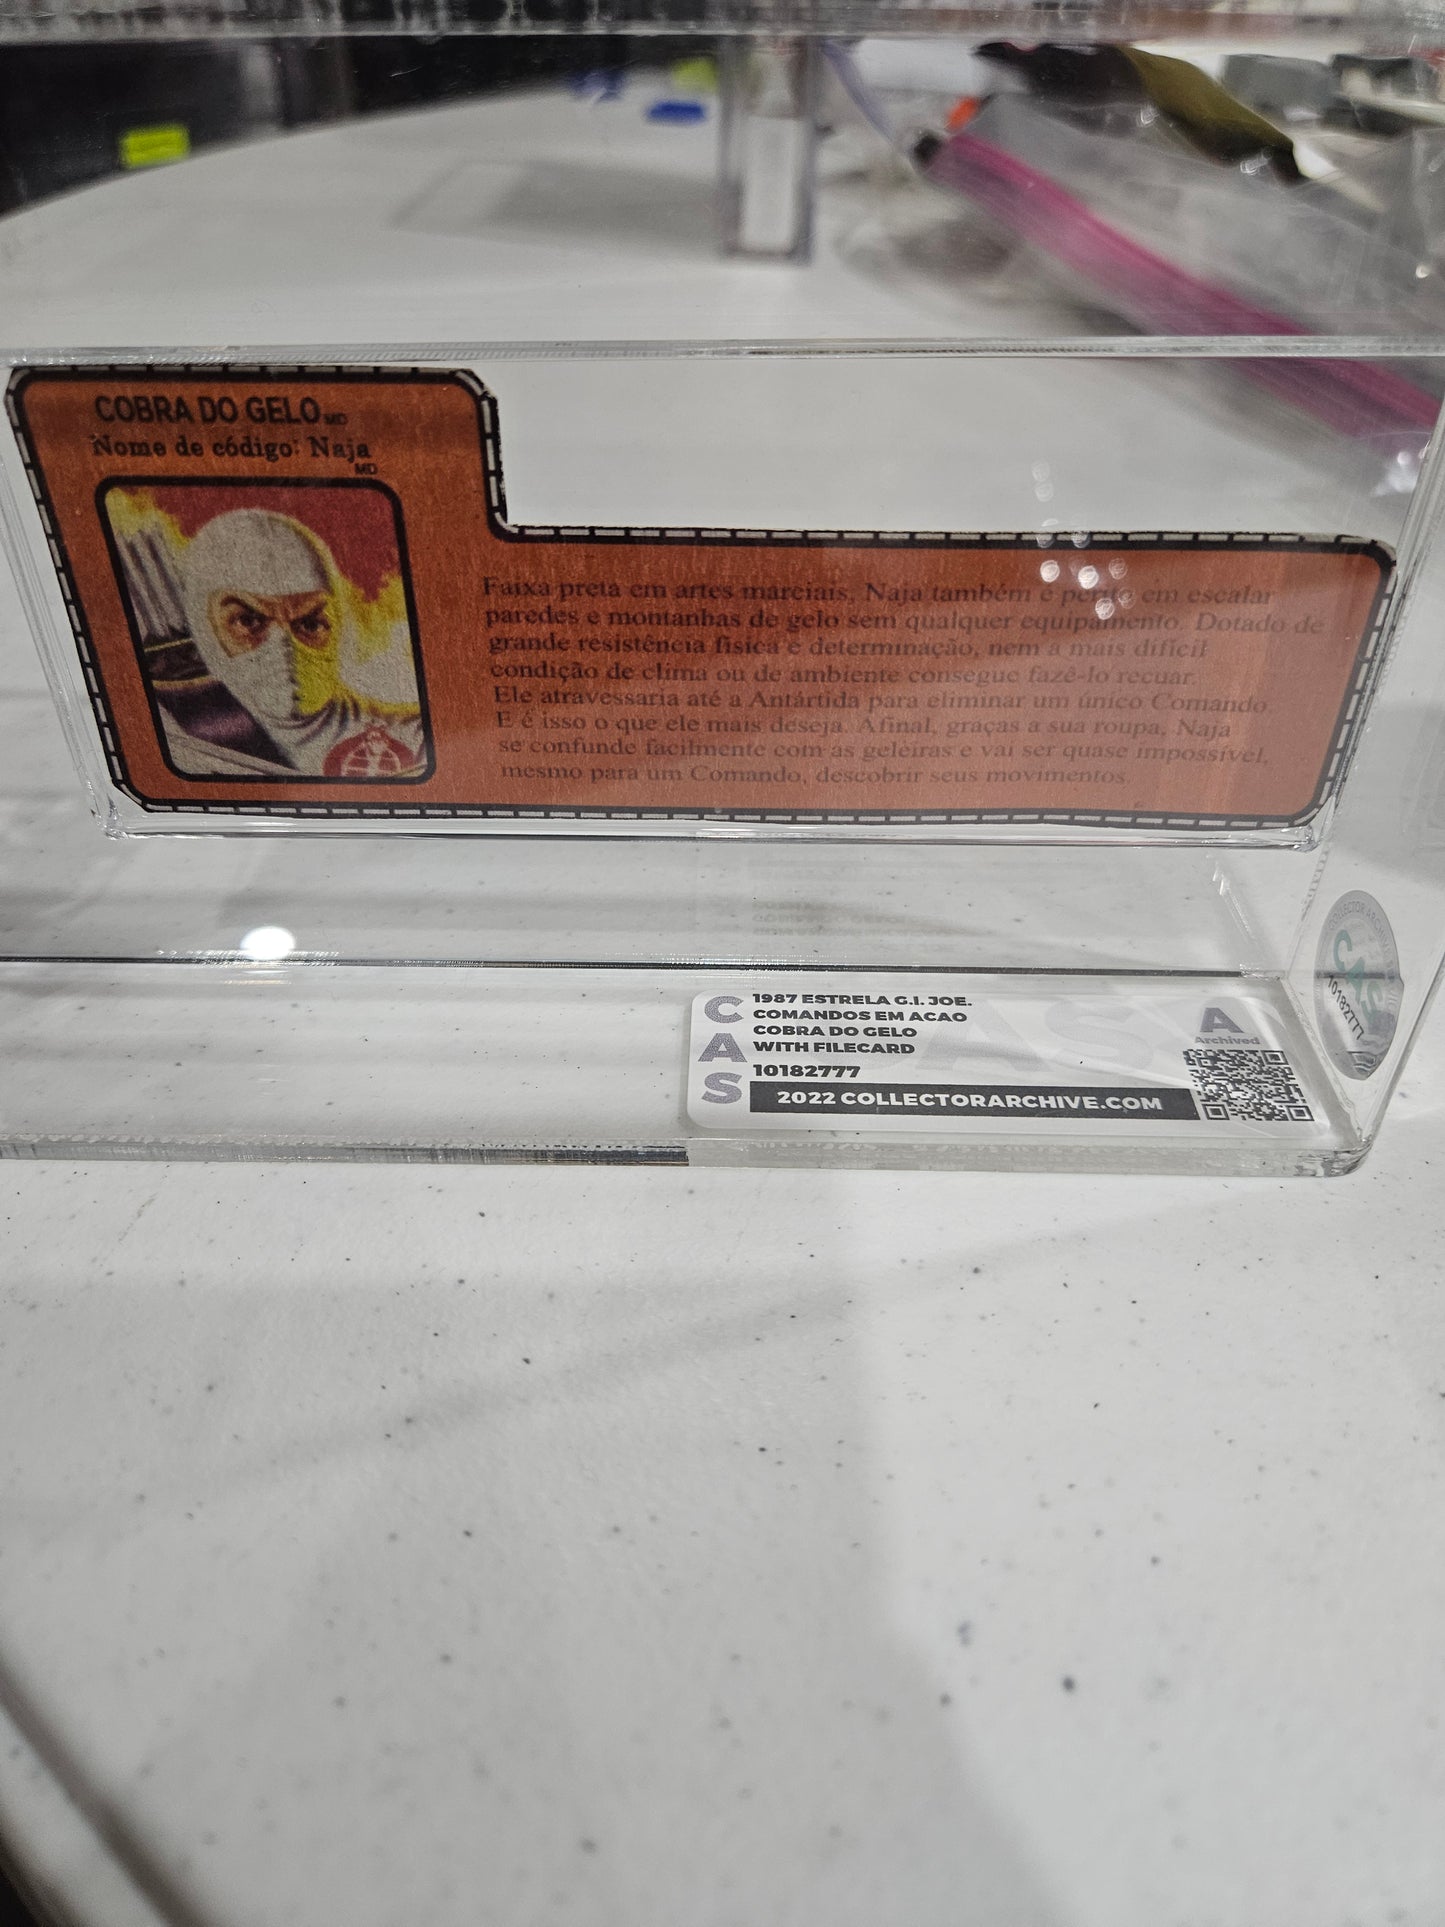 COBRA DO GELO MD
Nome de código: Naja
MD
Faixa preta em artes marciais, Naja também é perito em escalar
paredes e montanhas de gelo sem qualquer equipamento. Dotado de
grande resistência física e determinação, nem a mais difícil
condição de clima ou de ambiente consegue fazê-lo recuar.
Ele atravessaria até a Antártida para eliminar um único Comando.
E é isso o que ele mais deseja. Afinal, graças a sua roupa, Naja
se confunde facilmente com as geleiras e vai ser quase impossível,
mesmo para um Comando, descobrir seus movimentos.
COLLECTOR ARCHIVE
CAS
10182777
CAS
1987 ESTRELA G.I. JOE.
COMANDOS EM ACAO
COBRA DO GELO
WITH FILECARD
10182777
2022 COLLECTORARCHIVE.COM
A
Archived